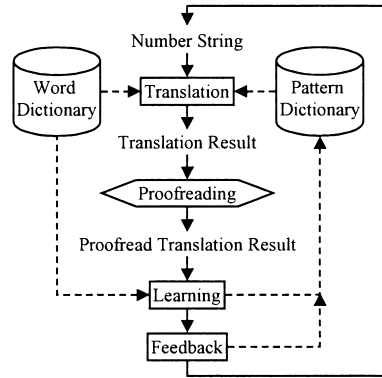 Number String
Word
Dictionary
Translation
Pattern
Dictionary
Translation Result
Proofreading
Proofread Translation Result
Learning
Feedback